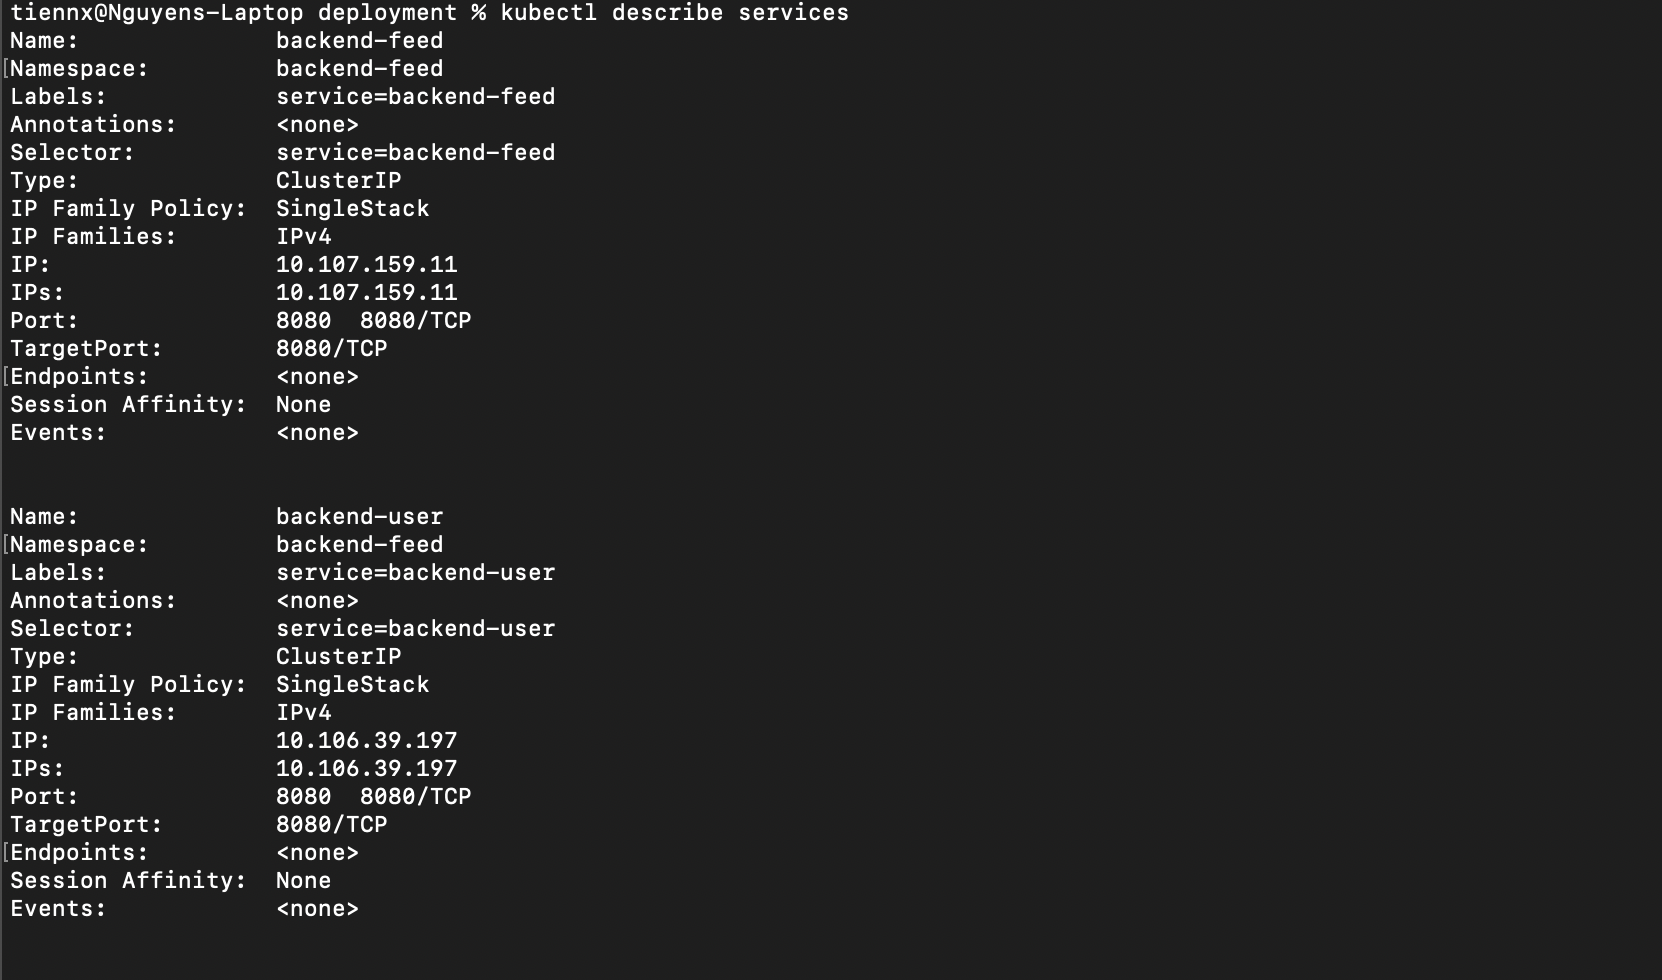 tiennx@Nguyens-Laptop deployment % kubectl describe services
Name:              backend-feed
[Namespace:         backend-feed
Labels:            service=backend-feed
Annotations:       <none>
Selector:          service=backend-feed
Type:              ClusterIP
IP Family Policy:  SingleStack
IP Families:       IPv4
IP:                10.107.159.11
IPs:               10.107.159.11
Port:              8080  8080/TCP
TargetPort:        8080/TCP
[Endpoints:         <none>
Session Affinity:  None
Events:            <none>

Name:              backend-user
[Namespace:         backend-feed
Labels:            service=backend-user
Annotations:       <none>
Selector:          service=backend-user
Type:              ClusterIP
IP Family Policy:  SingleStack
IP Families:       IPv4
IP:                10.106.39.197
IPs:               10.106.39.197
Port:              8080  8080/TCP
TargetPort:        8080/TCP
[Endpoints:         <none>
Session Affinity:  None
Events:            <none>